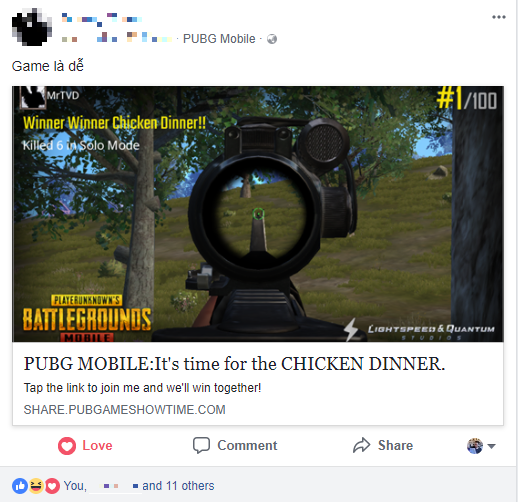 · PUBG Mobile ·
Game là dễ
MrTVD
#1/100
Winner Winner Chicken Dinner!!
Killed 6 in Solo Mode
PLAYERUNKNOWN'S
BATTLEGROUNDS
MOBILE
LIGHTSPEED & QUANTUM
STUDIOS
PUBG MOBILE:It's time for the CHICKEN DINNER.
Tap the link to join me and we'll win together!
SHARE.PUBGAMESHOWTIME.COM
Love Comment Share
You, and 11 others